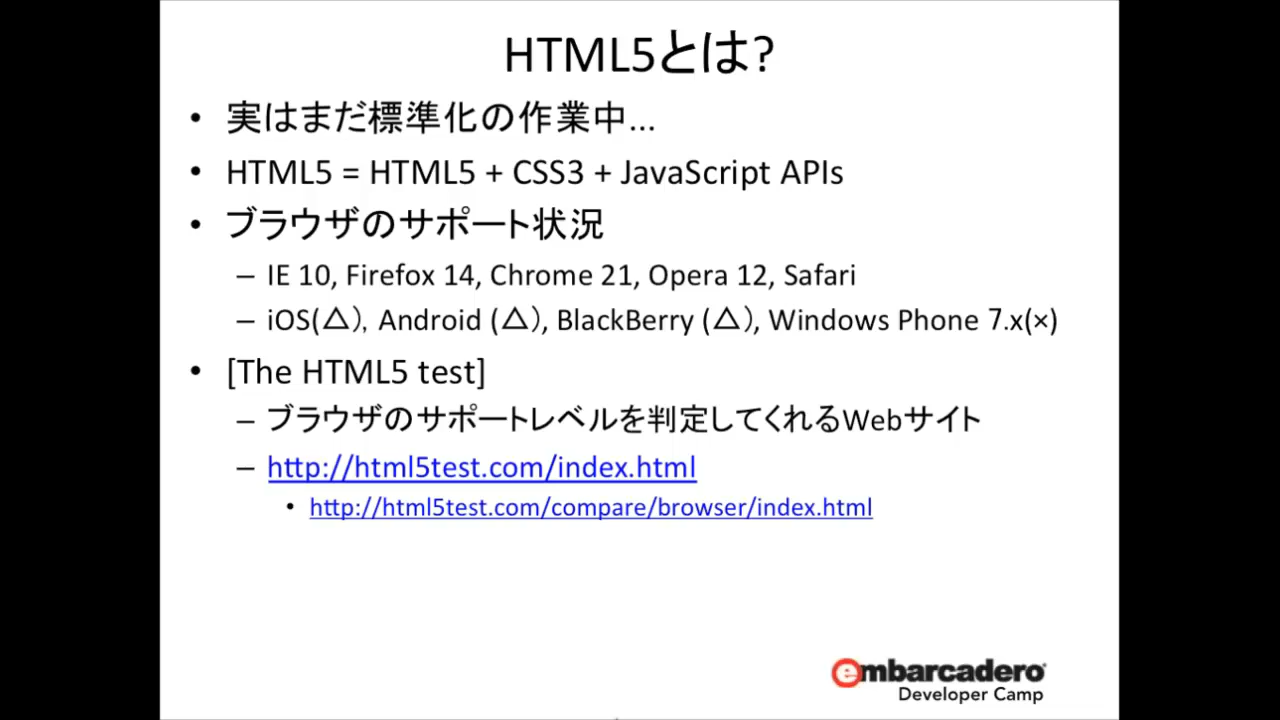 HTML5とは?
• 実はまだ標準化の作業中...
• HTML5 = HTML5 + CSS3 + JavaScript APIs
• ブラウザのサポート状況
– IE 10, Firefox 14, Chrome 21, Opera 12, Safari
– iOS(△), Android (△), BlackBerry (△), Windows Phone 7.x(×)
• [The HTML5 test]
– ブラウザのサポートレベルを判定してくれるWebサイト
– http://html5test.com/index.html
• http://html5test.com/compare/browser/index.html
embarcadero
Developer Camp